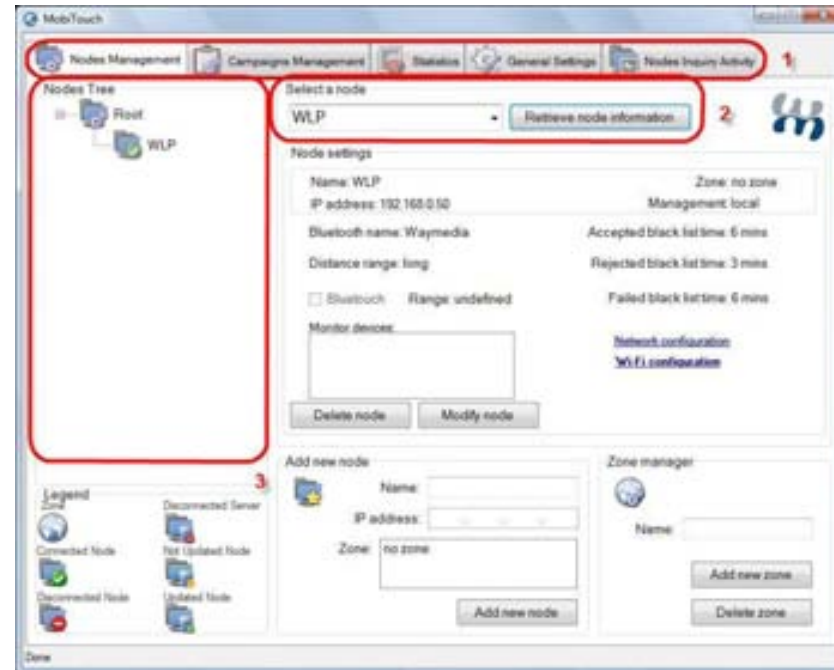 MobiTouch
Nodes Management Campaigns Management Statistics General Settings Nodes Inquiry Activity 1
Nodes Tree
Root
WLP
Select a node
WLP Retrieve node information 2
Node settings
Name: WLP Zone: no zone
IP address: 192.168.0.50 Management: local
Bluetooth name: Waymedia Accepted black list time: 6 mins
Distance range: long Rejected black list time: 3 mins
Bluetouch Range: undefined Failed black list time: 6 mins
Monitor devices:
Network configuration
Wi-Fi configuration
Delete node Modify node
3
Legend
Zone Disconnected Server
Connected Node Not Updated Node
Disconnected Node Updated Node
Add new node
Name:
IP address:
Zone: no zone
Add new node
Zone manager
Name:
Add new zone
Delete zone
Done